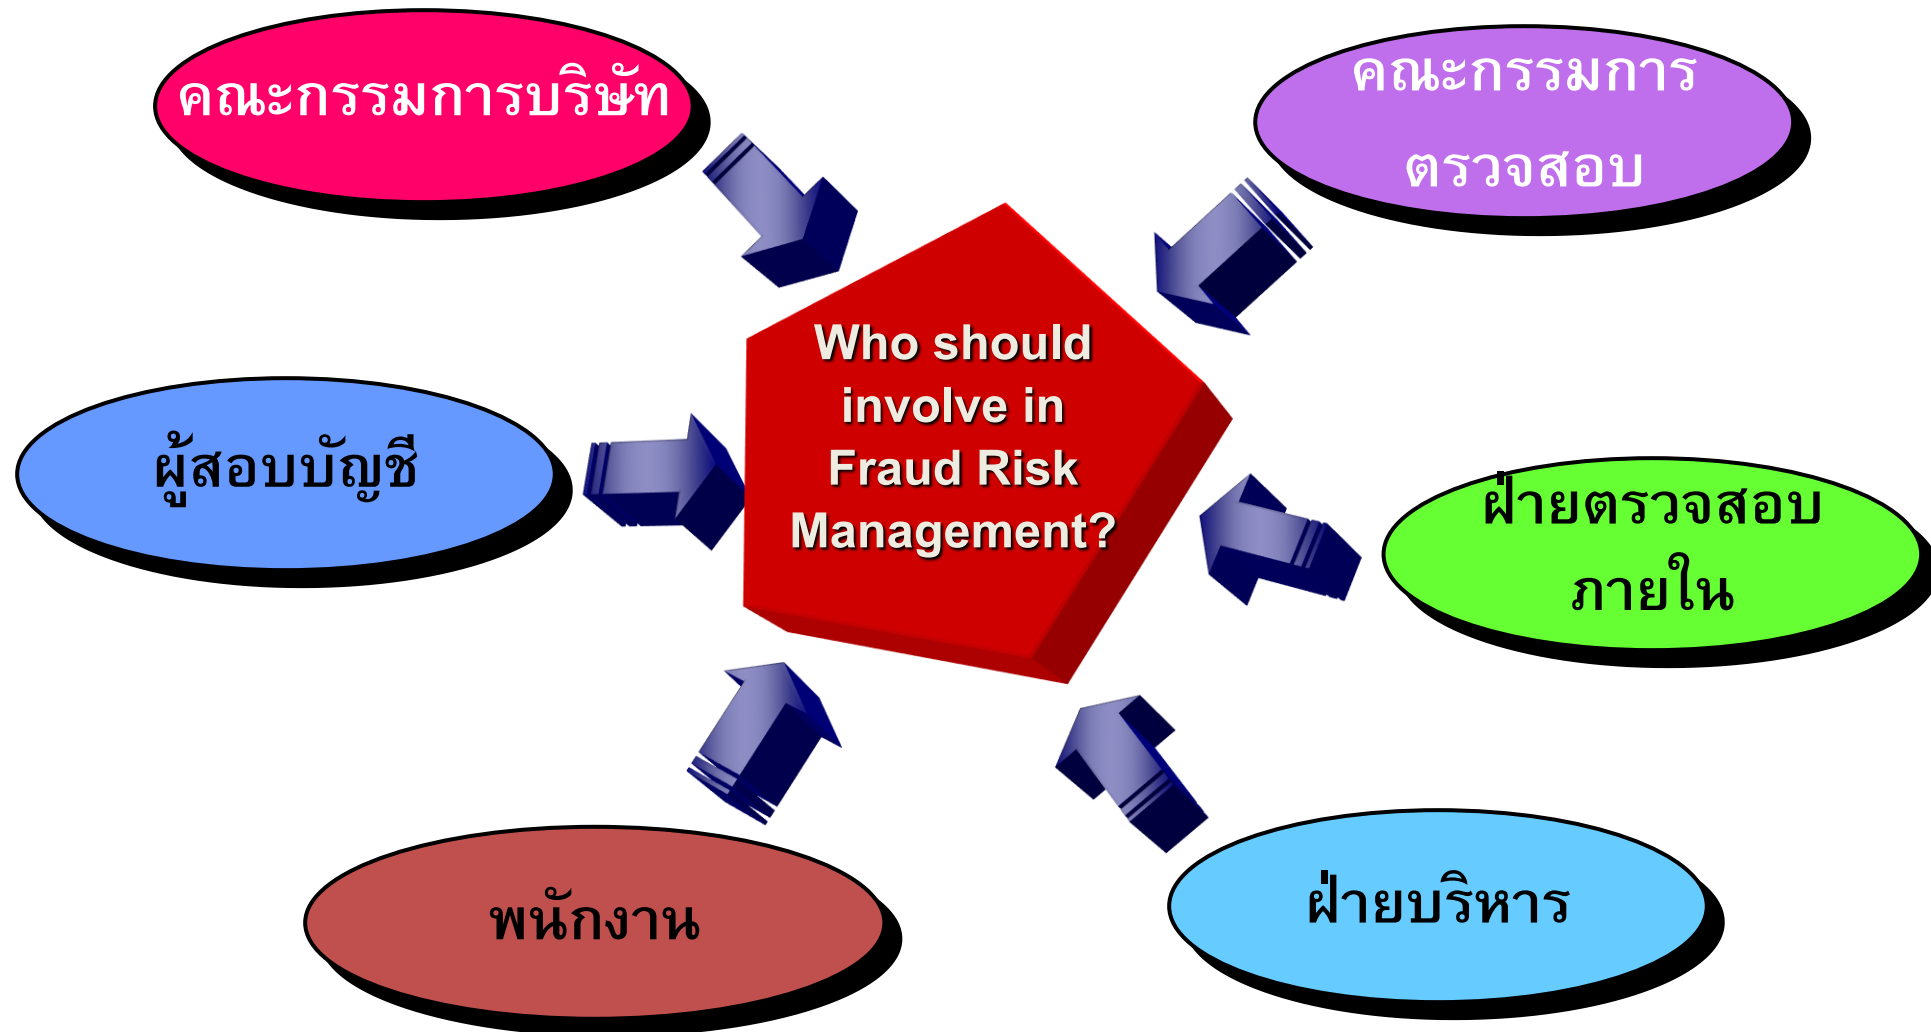 คณะกรรมการบริษัท
คณะกรรมการ
ตรวจสอบ
Who should
involve in
Fraud Risk
Management?
ผู้สอบบัญชี
ฝ่ายตรวจสอบ
ภายใน
พนักงาน
ฝ่ายบริหาร